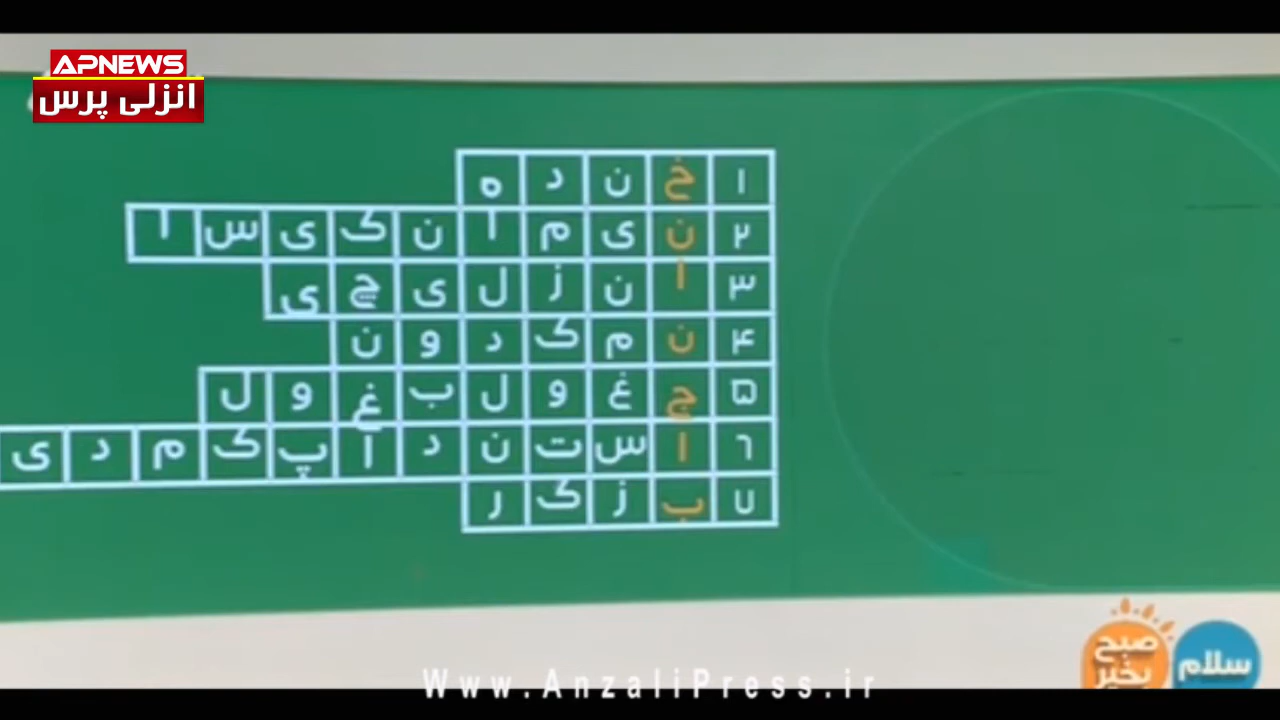 APNEWS
انزلی پرس
۱ خ ن د ه
۲ ن ی م ا ن ک ی س ا
۳ ا ن ز ل ی چ ی
۴ ن م ک د و ن
۵ ج غ و ل ب غ و ل
۶ ا س ت ن د آ پ ک م د ی
۷ ب ز ک ر
سلام صبح بخیر
Www.AnzaliPress.ir